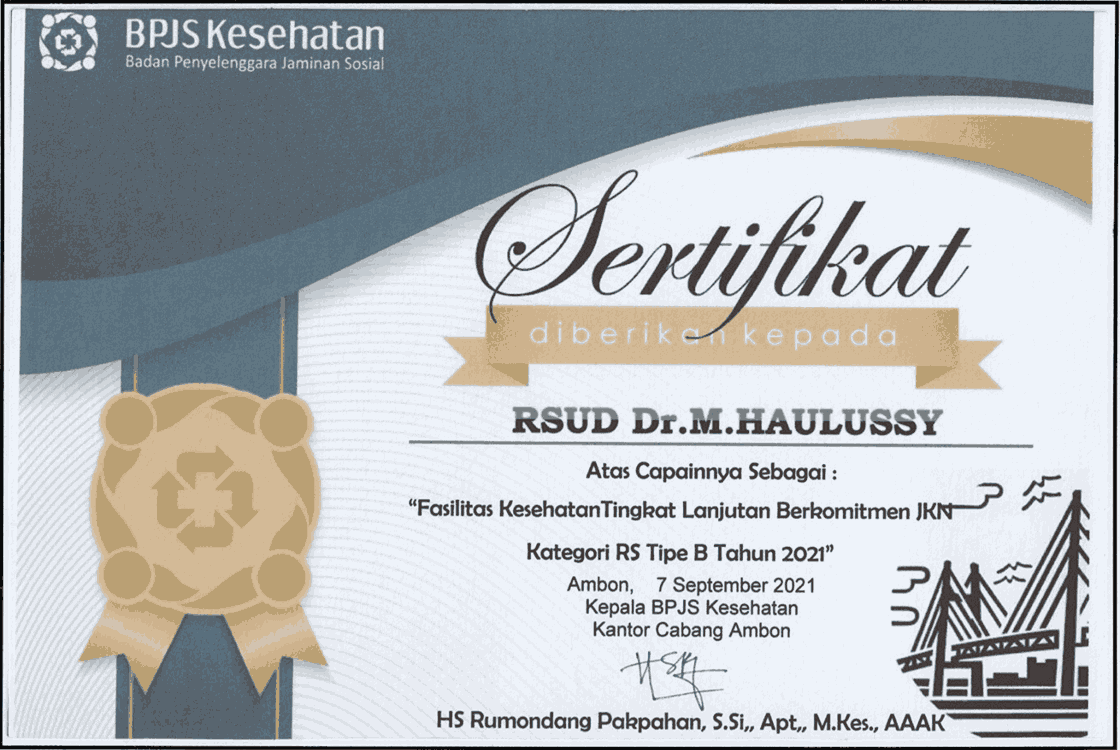 BPJS Kesehatan
Badan Penyelenggara Jaminan Sosial
Sertifikat
diberikan kepada
RSUD Dr.M.HAULUSSY
Atas Capainnya Sebagai :
“Fasilitas KesehatanTingkat Lanjutan Berkomitmen JKN
Kategori RS Tipe B Tahun 2021”
Ambon, 7 September 2021
Kepala BPJS Kesehatan
Kantor Cabang Ambon
HS Rumondang Pakpahan, S.Si,, Apt,, M.Kes., AAAK